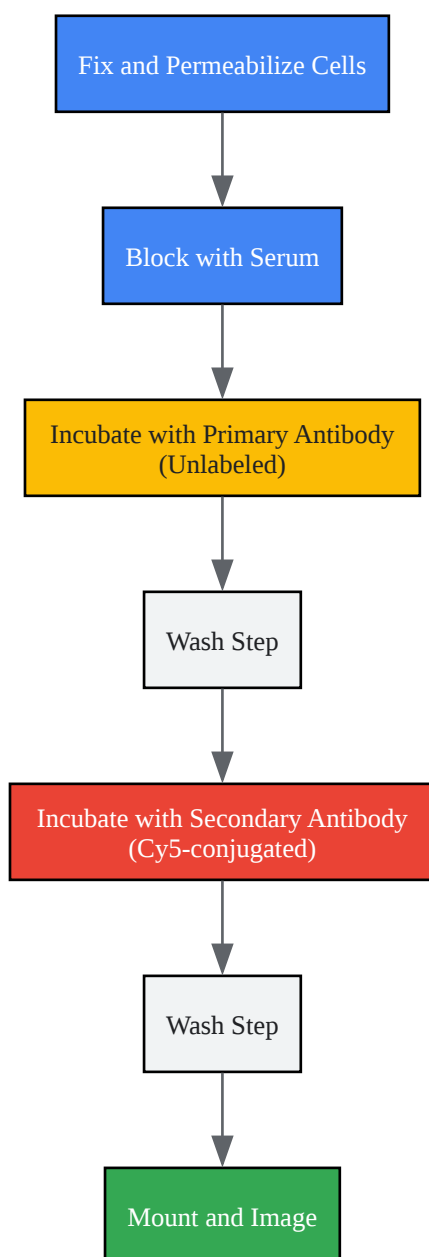 Fix and Permeabilize Cells
Block with Serum
Incubate with Primary Antibody
(Unlabeled)
Wash Step
Incubate with Secondary Antibody
(Cy5-conjugated)
Wash Step
Mount and Image